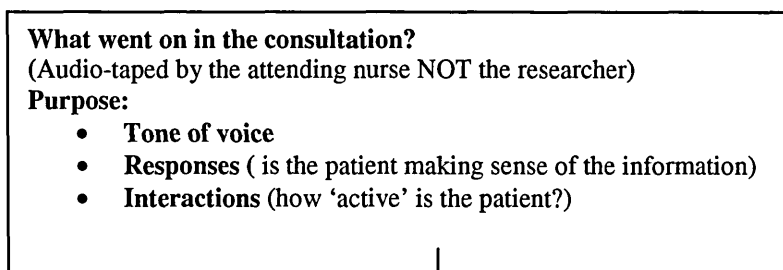 What went on in the consultation?
(Audio-taped by the attending nurse NOT the researcher)
Purpose:
• Tone of voice
• Responses ( is the patient making sense of the information)
• Interactions (how ‘active’ is the patient?)